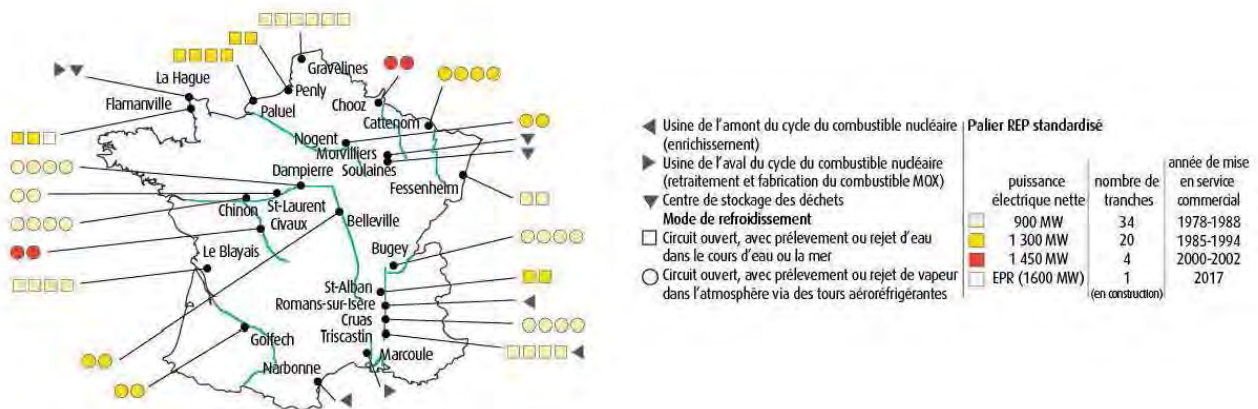 Gravelines
La Hague
Penly
Flamanville
Paluel
Chooz
Cattenom
Nogent
Morvilliers
Soulaines
Dampierre
Fessenheim
St-Laurent
Chinon
Belleville
Civaux
Le Blayais
Bugey
St-Alban
Romans-sur-Isère
Cruas
Triscastin
Golfech
Marcoule
Narbonne
Usine de l'amont du cycle du combustible nucléaire
(enrichissement)
Usine de l'aval du cycle du combustible nucléaire
(retraitement et fabrication du combustible MOX)
Centre de stockage des déchets
Mode de refroidissement
Circuit ouvert, avec prélevement ou rejet d'eau
dans le cours d'eau ou la mer
Circuit ouvert, avec prélevement ou rejet de vapeur
dans l'atmosphère via des tours aéroréfrigérantes
Palier REP standardisé
puissance
électrique nette
nombre de
tranches
année de mise
en service
commercial
900 MW 34 1978-1988
1 300 MW 20 1985-1994
1 450 MW 4 2000-2002
EPR (1600 MW) 1 2017
(en construction)